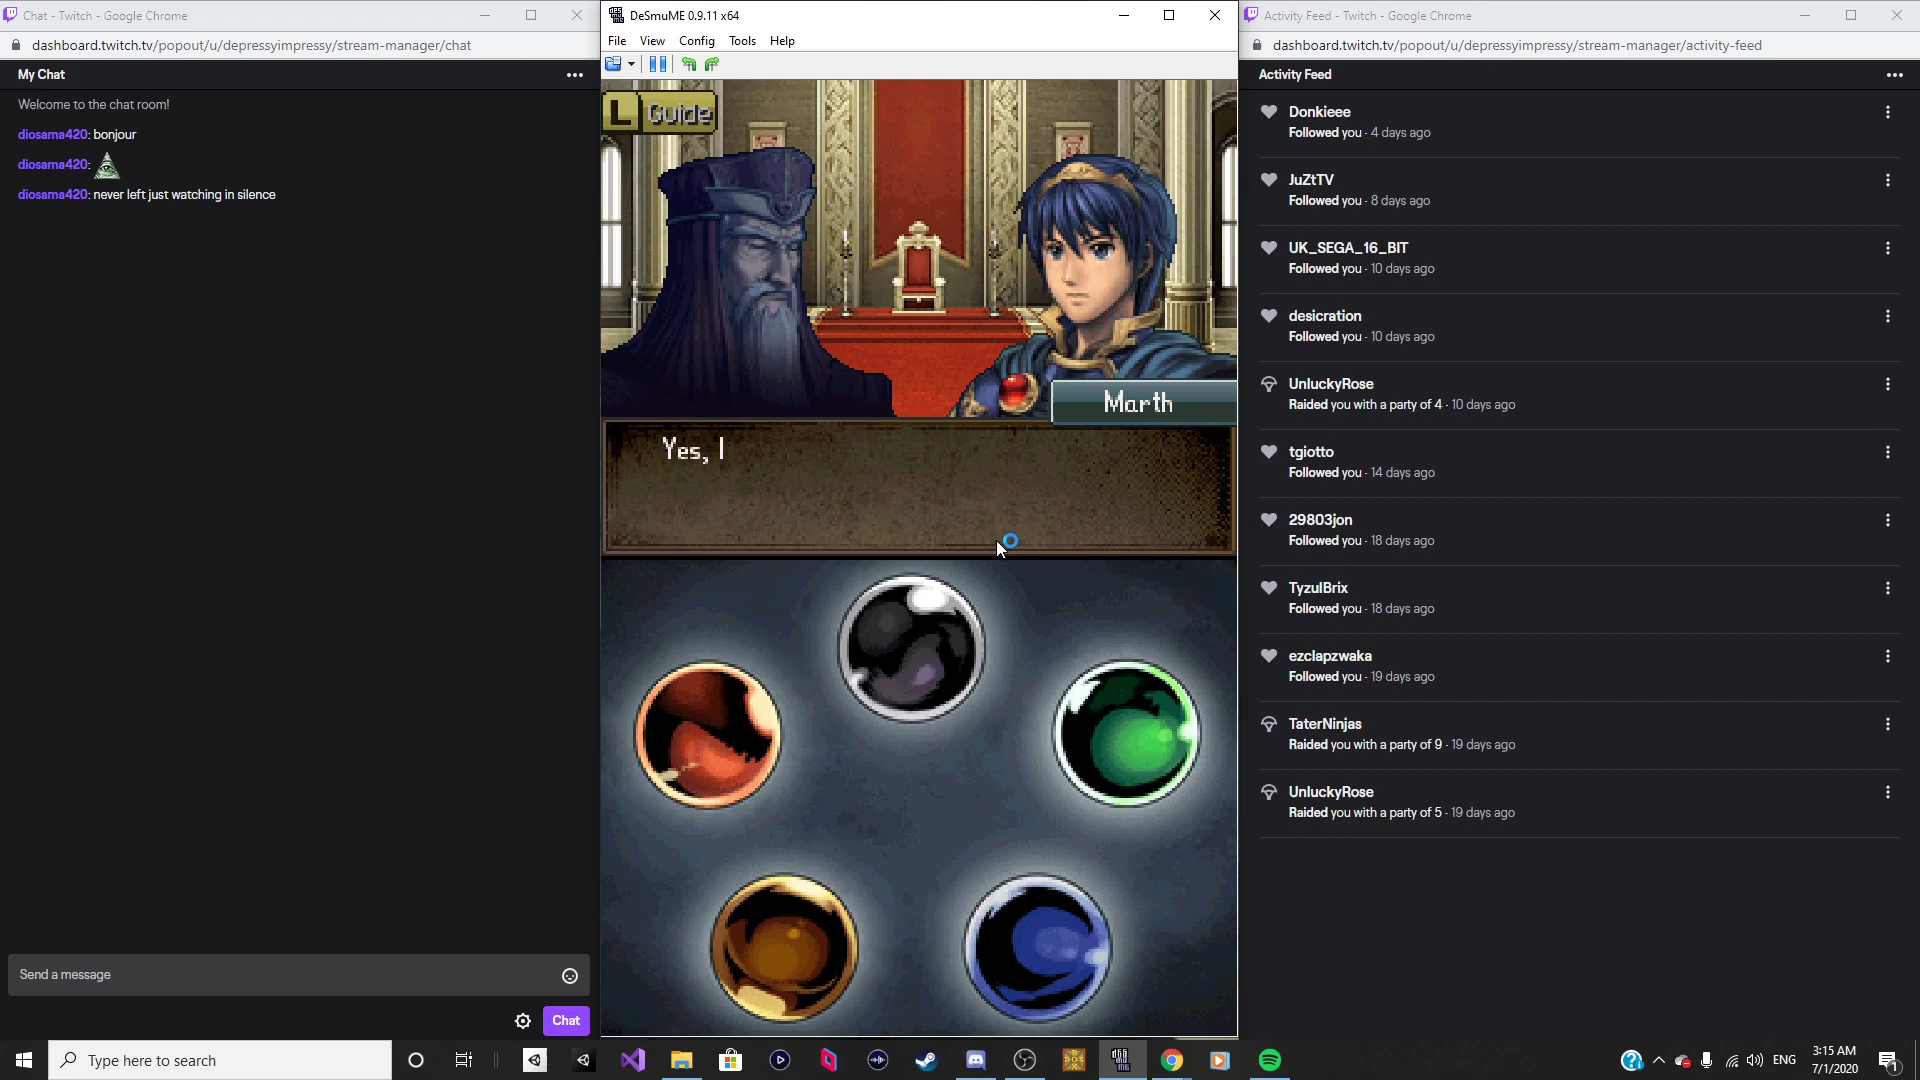 Chat - Twitch - Google Chrome
dashboard.twitch.tv/popout/u/depressyimpressy/stream-manager/chat
My Chat
Welcome to the chat room!
diosama420: bonjour
diosama420:
diosama420: never left just watching in silence
Send a message
Chat
DeSmuME 0.9.11 x64
File View Config Tools Help
L Guide
Marth
Yes, I
Activity Feed - Twitch - Google Chrome
dashboard.twitch.tv/popout/u/depressyimpressy/stream-manager/activity-feed
Activity Feed
Donkieee
Followed you · 4 days ago
JuZtTV
Followed you · 8 days ago
UK_SEGA_16_BIT
Followed you · 10 days ago
desicration
Followed you · 10 days ago
UnluckyRose
Raided you with a party of 4 · 10 days ago
tgiotto
Followed you · 14 days ago
29803jon
Followed you · 18 days ago
TyzulBrix
Followed you · 18 days ago
ezclapzwaka
Followed you · 19 days ago
TaterNinjas
Raided you with a party of 9 · 19 days ago
UnluckyRose
Raided you with a party of 5 · 19 days ago
Type here to search
ENG
3:15 AM
7/1/2020
1